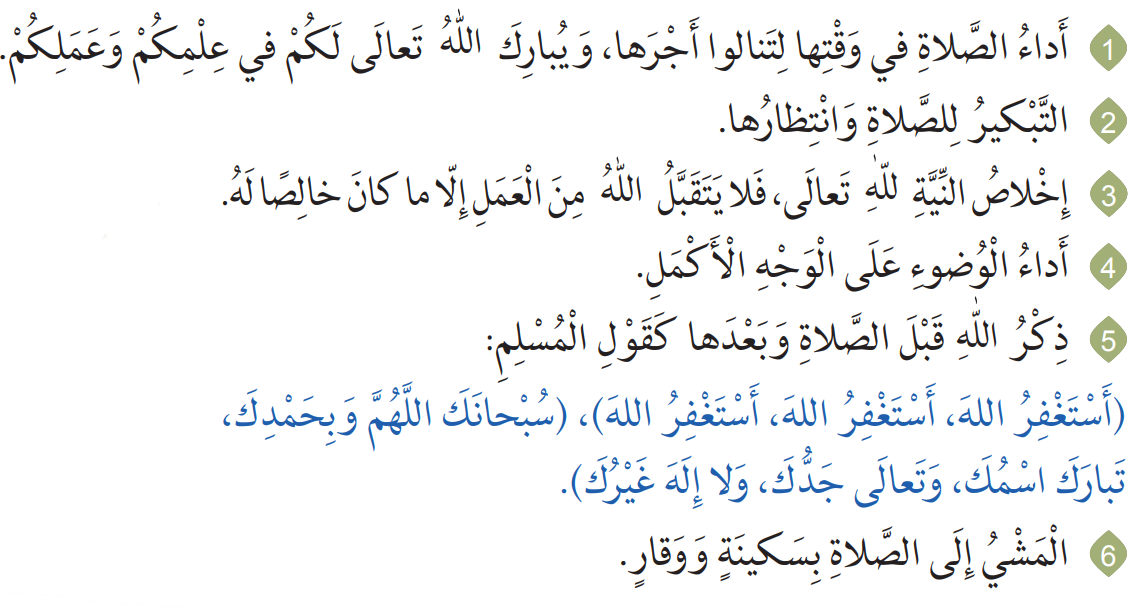 1 أَداءُ الصَّلاةِ في وَقْتِها لِتَنالوا أَجْرَها، وَيُبارِكَ اللّٰهُ تَعالَى لَكُمْ في عِلْمِكُمْ وَعَمَلِكُمْ.
2 التَّبْكيرُ لِلصَّلاةِ وَانْتِظارُها.
3 إِخْلاصُ النِّيَّةِ لِلّٰهِ تَعالَى، فَلا يَتَقَبَّلُ اللّٰهُ مِنَ الْعَمَلِ إِلّا ما كانَ خالِصًا لَهُ.
4 أَداءُ الْوُضوءِ عَلَى الْوَجْهِ الْأَكْمَلِ.
5 ذِكْرُ اللّٰهِ قَبْلَ الصَّلاةِ وَبَعْدَها كَقَوْلِ الْمُسْلِمِ:
(أَسْتَغْفِرُ اللهَ، أَسْتَغْفِرُ اللهَ، أَسْتَغْفِرُ اللهَ)، (سُبْحانَكَ اللَّهُمَّ وَبِحَمْدِكَ،
تَبارَكَ اسْمُكَ، وَتَعالَى جَدُّكَ، وَلا إِلَهَ غَيْرُكَ).
6 الْمَشْيُ إِلَى الصَّلاةِ بِسَكينَةٍ وَوَقارٍ.